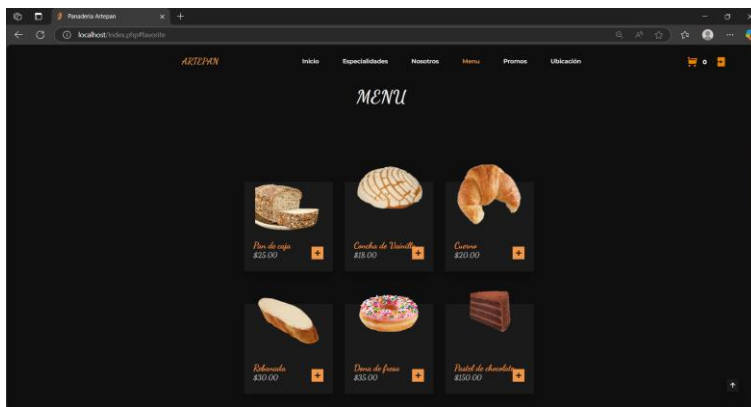 Panaderia Artepan
localhost/index.php#favorite
ARTEPAN
Inicio
Especialidades
Nosotros
Menu
Promos
Ubicación
0
MENU
Pan de caja
$25.00
Concha de Vainilla
$18.00
Cuerno
$20.00
Rebanada
$30.00
Dona de fresa
$35.00
Pastel de chocolate
$150.00